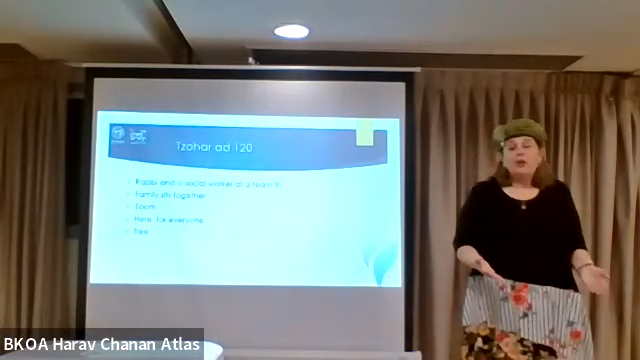 Tzohar ad 120
Rabbi and a social worker as a team
Family sits together
Zoom
Here for everyone
free
BKOA Harav Chanan Atlas